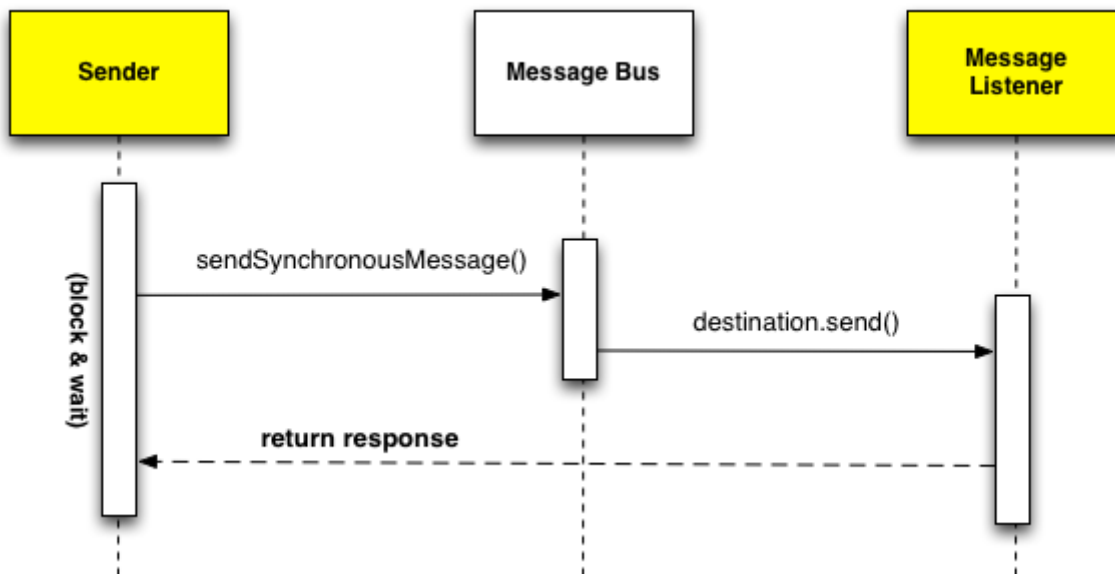 Sender
Message Bus
Message
Listener
sendSynchronousMessage()
(block & wait)
destination.send()
return response